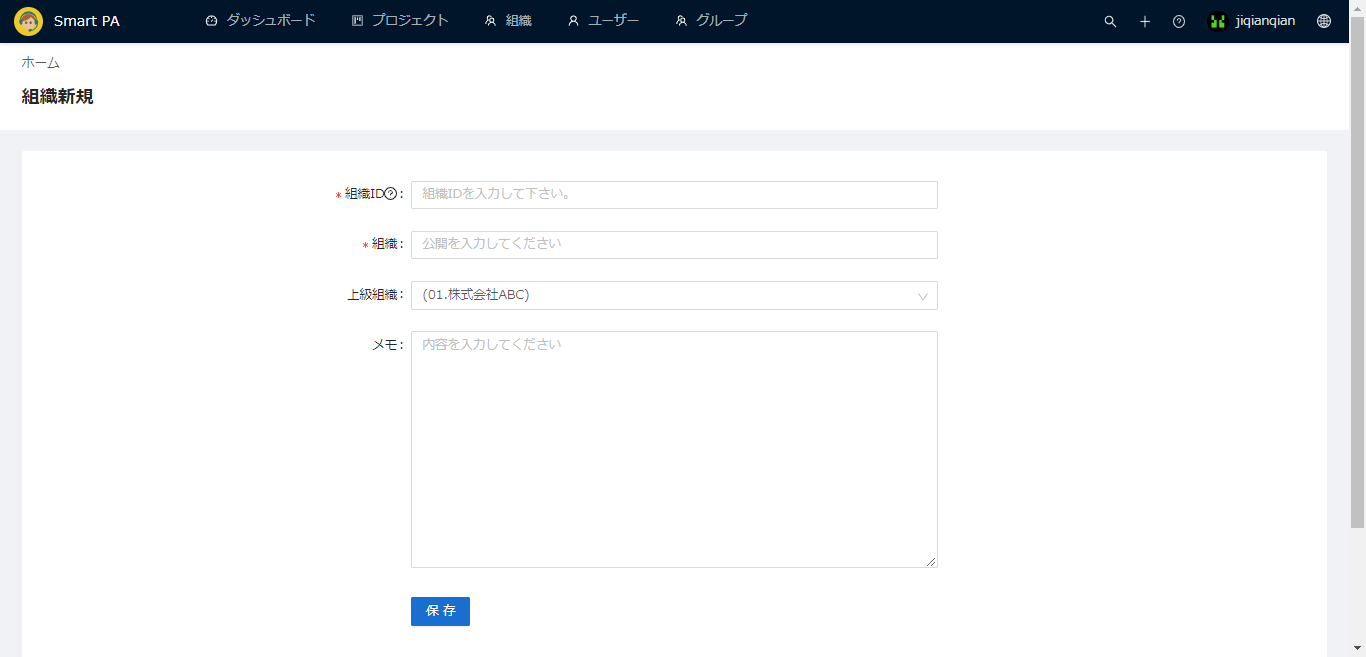 Smart PA ダッシュボード プロジェクト 組織 ユーザー グループ jiqianqian
ホーム
組織新規
* 組織ID? : 組織IDを入力して下さい。
* 組織 : 公開を入力してください
上級組織 : (01.株式会社ABC)
メモ : 内容を入力してください
保 存